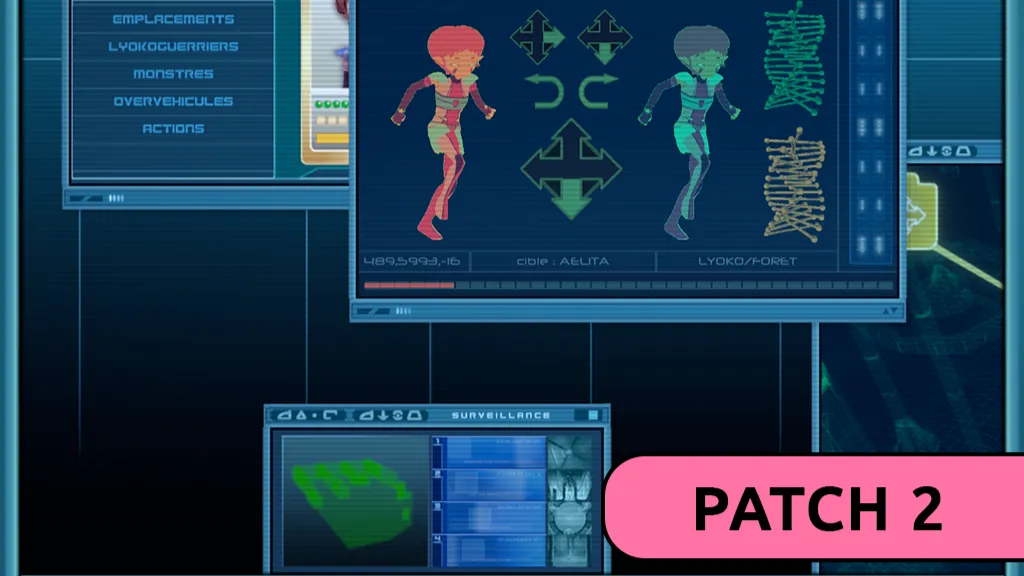 EMPLACEMENTS
LYOKOGUERRIERS
MONSTRES
OVERVEHICULES
ACTIONS
489,5993,-16
cible : AELITA
LYOKO/FORET
SURVEILLANCE
PATCH 2